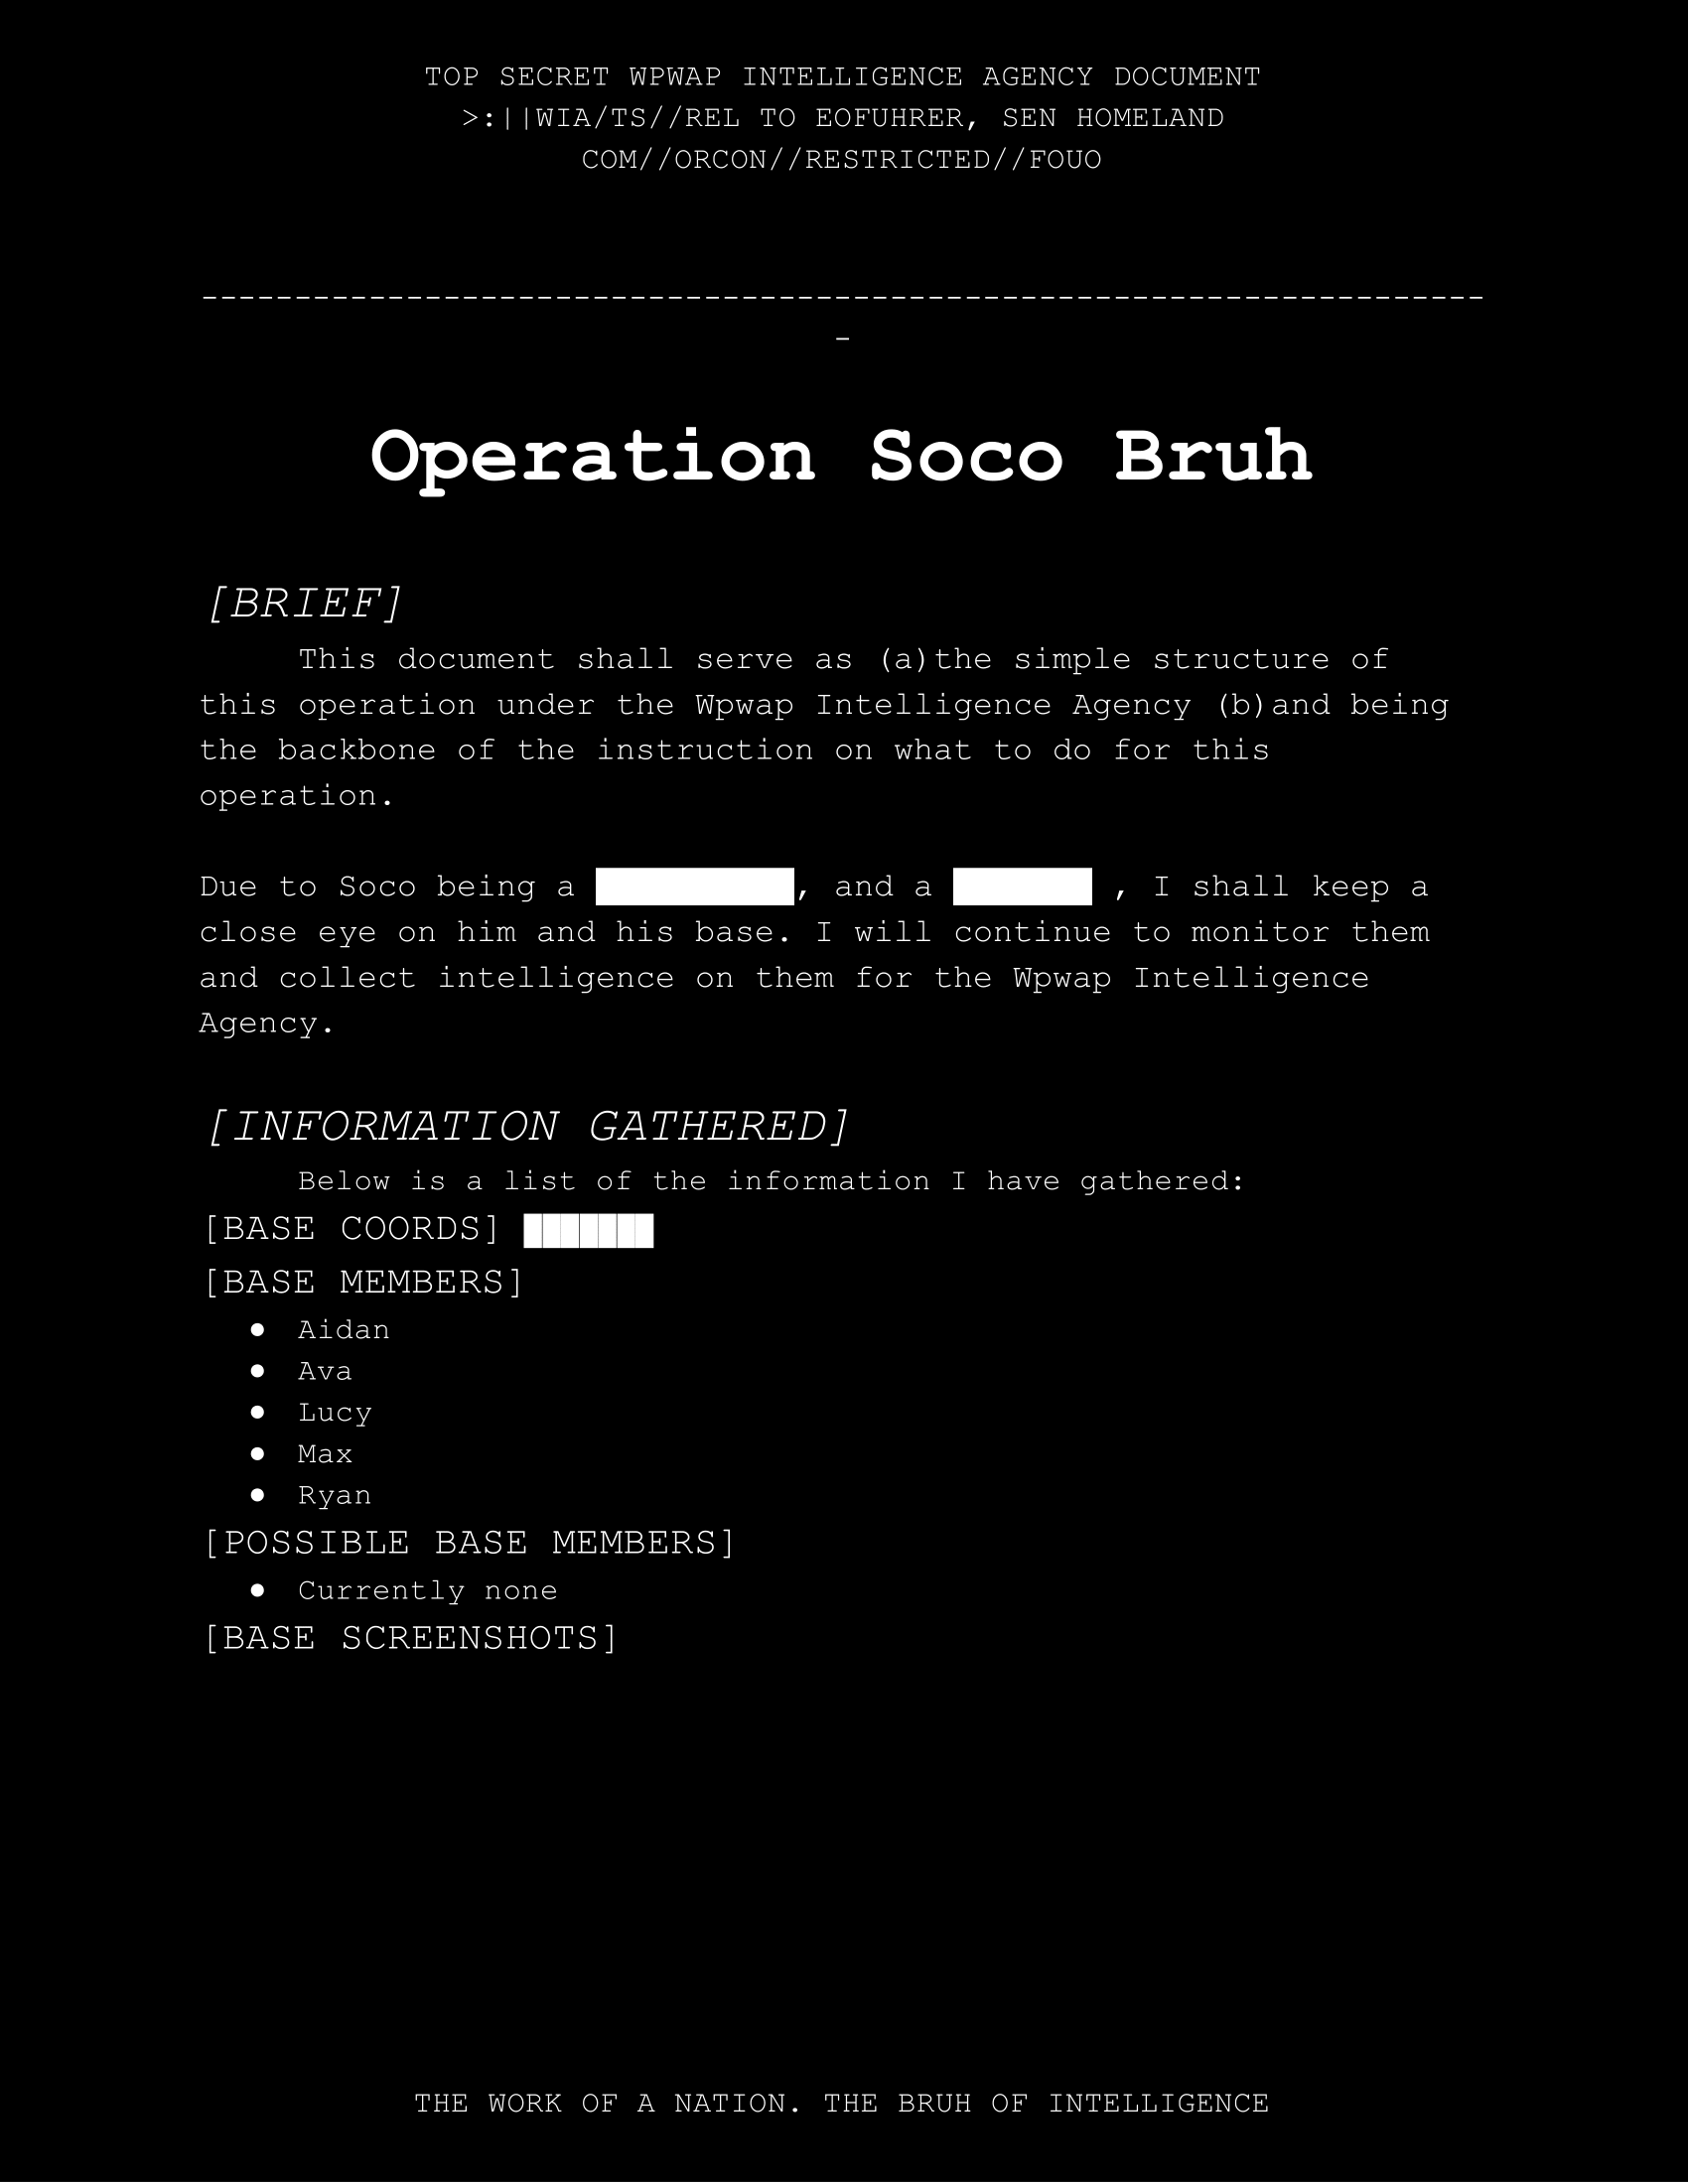 TOP SECRET WPWAP INTELLIGENCE AGENCY DOCUMENT
>:||WIA/TS//REL TO EOFUHRER, SEN HOMELAND
COM//ORCON//RESTRICTED//FOUO
---------------------------------------------------------------------
-
Operation Soco Bruh
[BRIEF]
This document shall serve as (a)the simple structure of
this operation under the Wpwap Intelligence Agency (b)and being
the backbone of the instruction on what to do for this
operation.
Due to Soco being a ██████████, and a ███████ , I shall keep a
close eye on him and his base. I will continue to monitor them
and collect intelligence on them for the Wpwap Intelligence
Agency.
[INFORMATION GATHERED]
Below is a list of the information I have gathered:
[BASE COORDS] ███████
[BASE MEMBERS]
● Aidan
● Ava
● Lucy
● Max
● Ryan
[POSSIBLE BASE MEMBERS]
● Currently none
[BASE SCREENSHOTS]
THE WORK OF A NATION. THE BRUH OF INTELLIGENCE